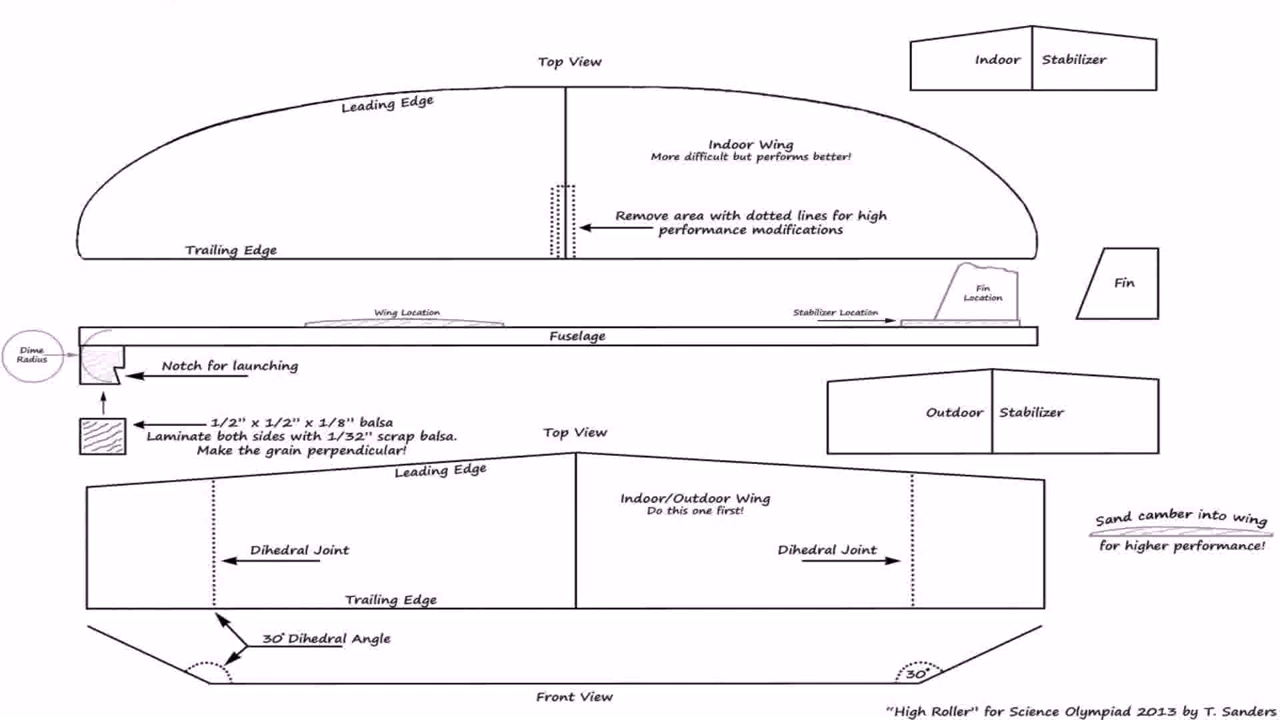 Top View
Indoor Stabilizer
Leading Edge
Indoor Wing
More difficult but performs better!
Remove area with dotted lines for high
performance modifications
Trailing Edge
Fin
Fin
Location
Wing Location
Stabilizer Location
Fuselage
Dime
Radius
Notch for launching
1/2" x 1/2" x 1/8" balsa
Laminate both sides with 1/32" scrap balsa.
Make the grain perpendicular!
Outdoor Stabilizer
Top View
Leading Edge
Indoor/Outdoor Wing
Do this one first!
Sand camber into wing
for higher performance!
Dihedral Joint
Dihedral Joint
Trailing Edge
30° Dihedral Angle
30°
Front View
"High Roller" for Science Olympiad 2013 by T. Sanders